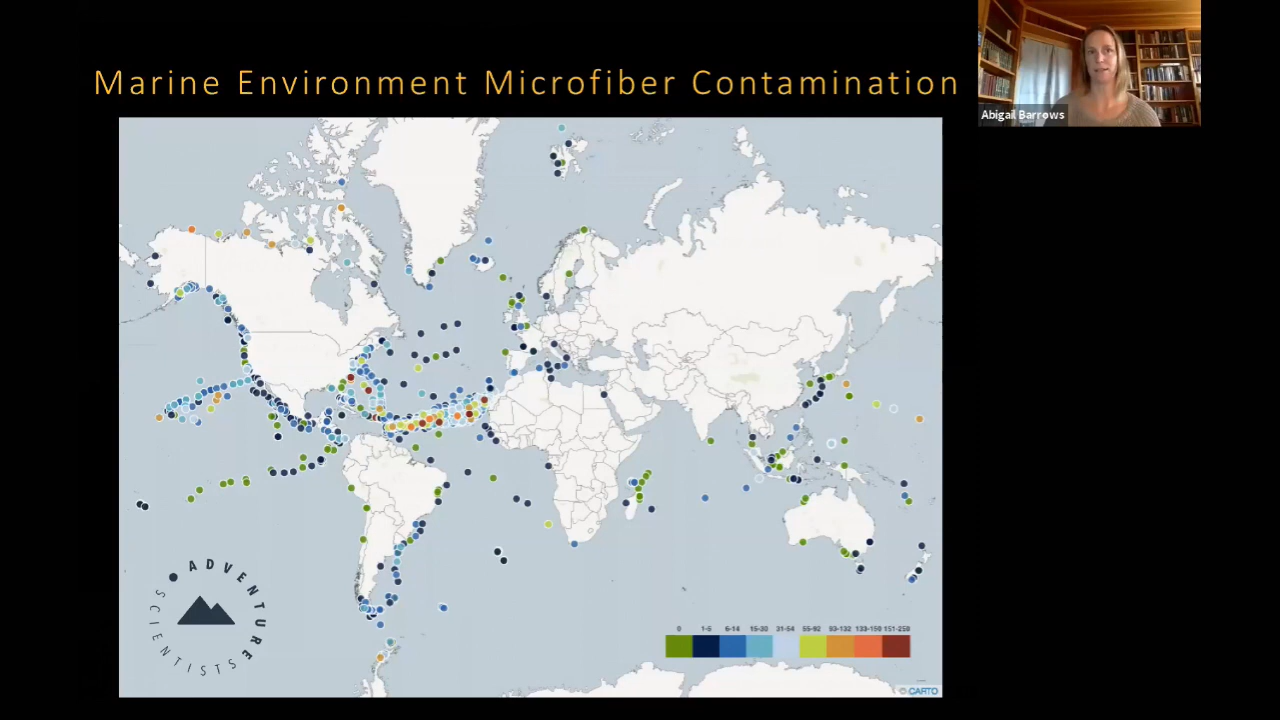 Marine Environment Microfiber Contamination
Abigail Barrows
ADVENTURE
SCIENTISTS
0 1-5 6-14 15-30 31-54 55-92 93-132 133-150 151-250
© CARTO